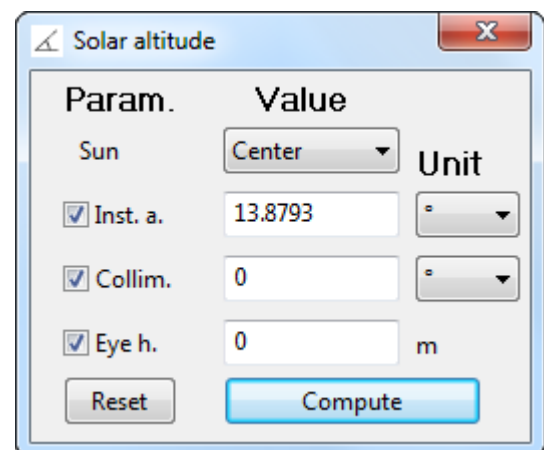 Solar altitude
Param. Value
Sun Center Unit
Inst. a. 13.8793 °
Collim. 0 °
Eye h. 0 m
Reset Compute